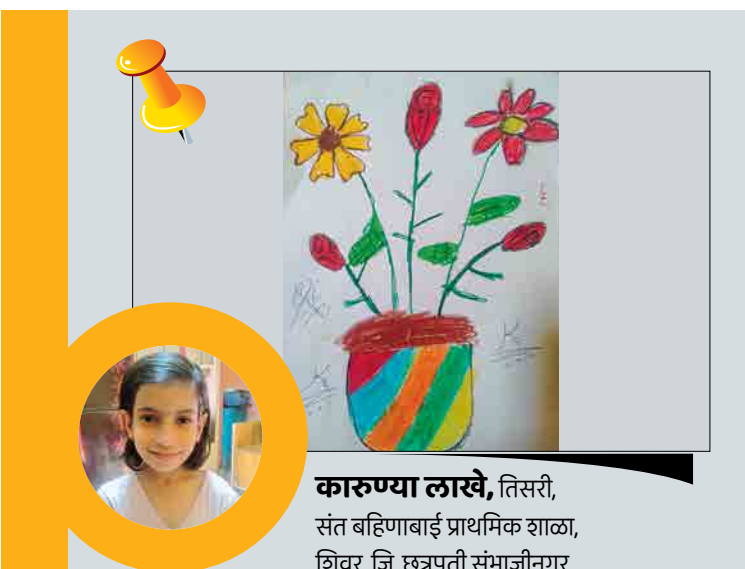 कारुण्या लाखे, तिसरी,
संत बहिणाबाई प्राथमिक शाळा,
शिवूर, जि. छत्रपती संभाजीनगर